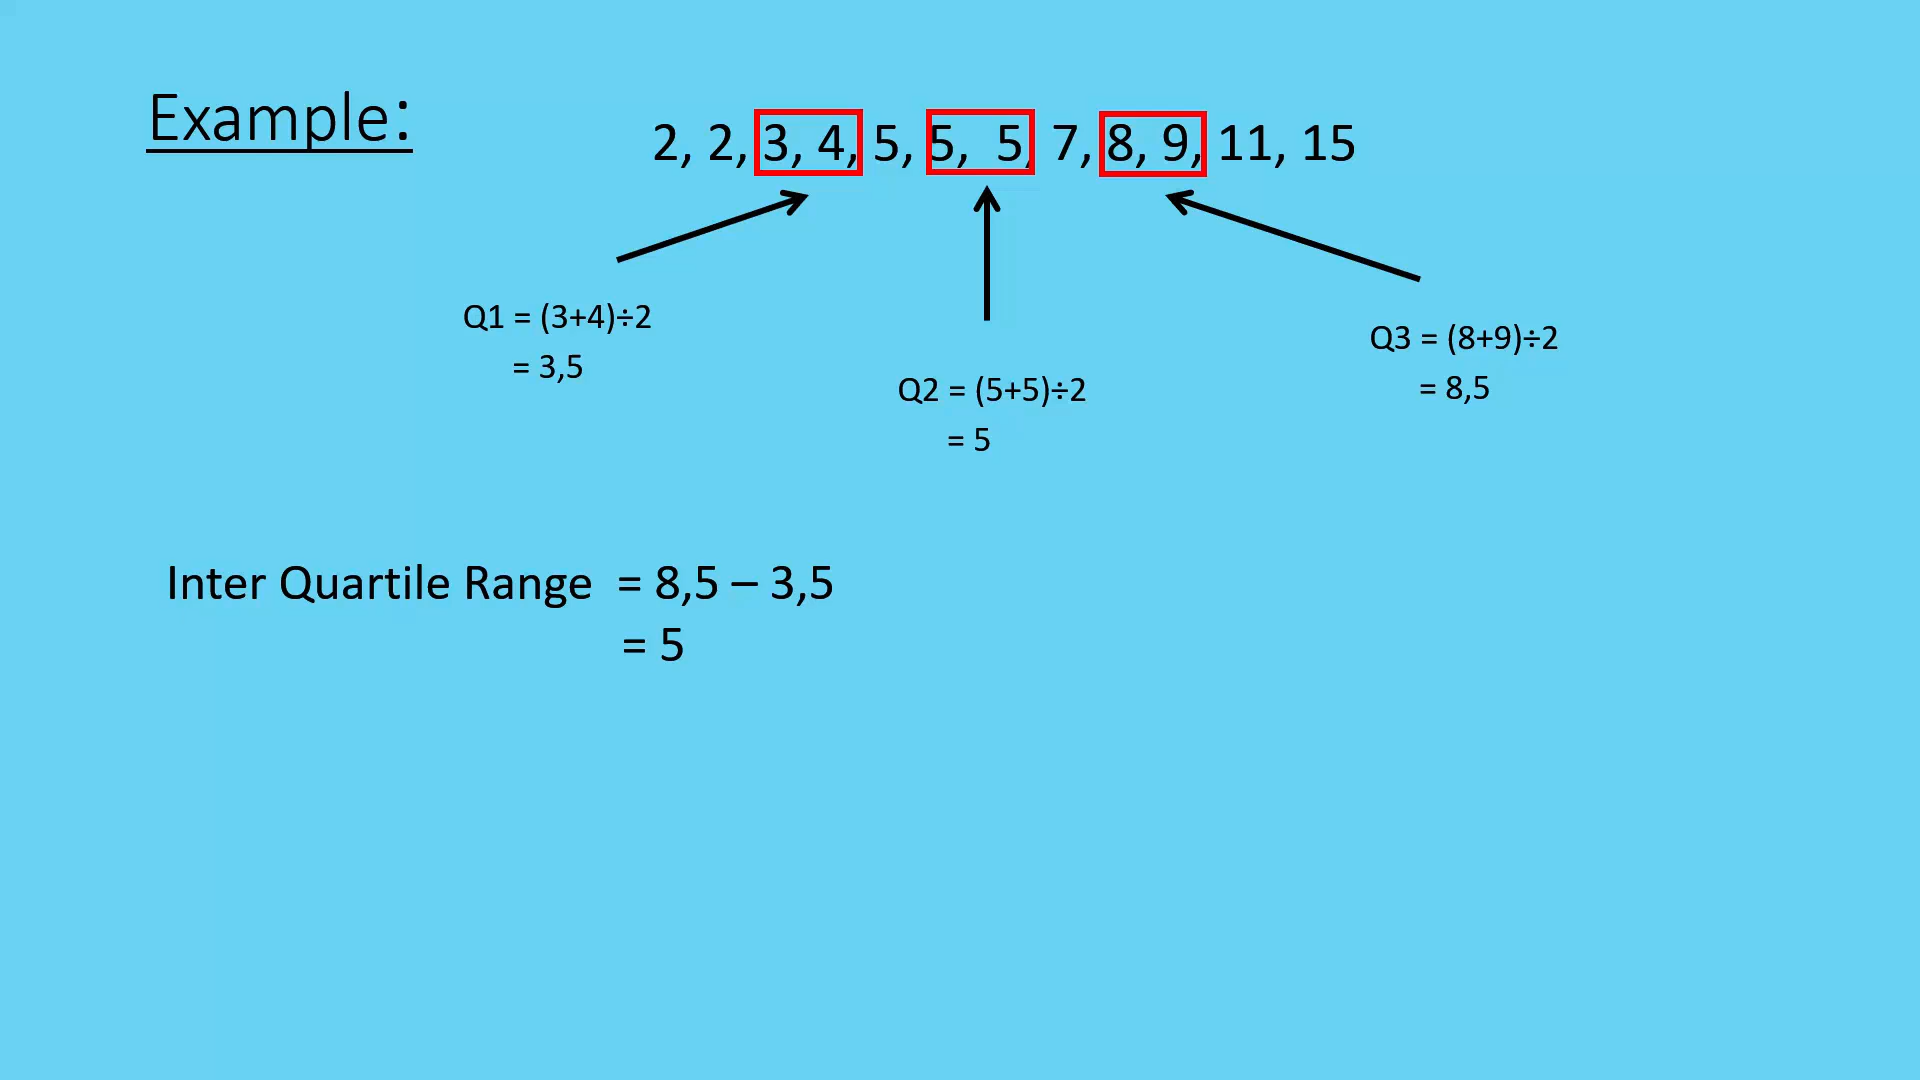 Example:
2, 2, 3, 4, 5, 5, 5, 7, 8, 9, 11, 15
Q1 = (3+4)÷2
= 3,5
Q2 = (5+5)÷2
= 5
Q3 = (8+9)÷2
= 8,5
Inter Quartile Range = 8,5 – 3,5
= 5